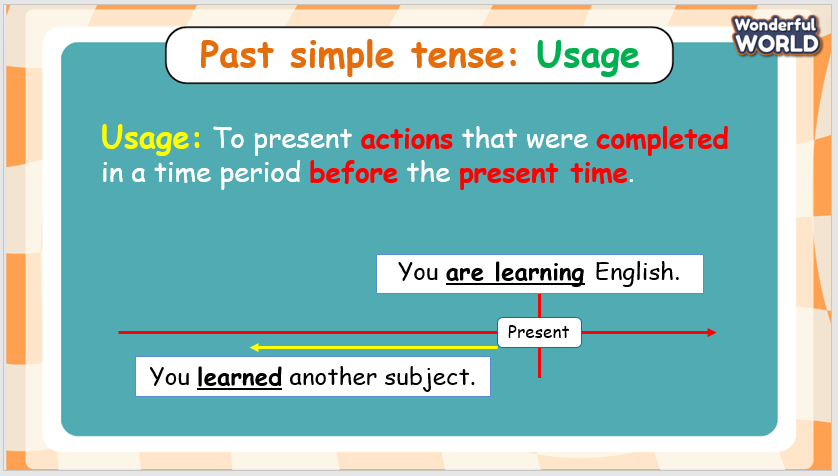 Past simple tense: Usage
Wonderful
WORLD
Usage: To present actions that were completed
in a time period before the present time.
You are learning English.
Present
You learned another subject.